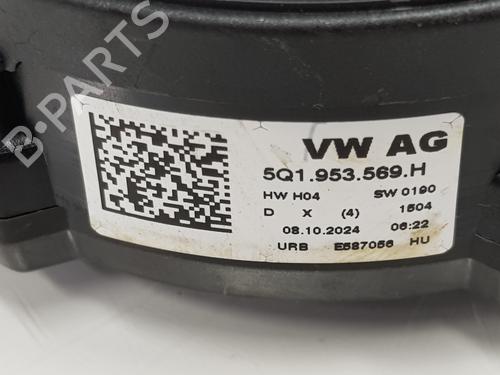 B-PARTS
VW AG
5Q1.953.569.H
HW H04 SW 0190
D X (4) 1504
08.10.2024 06:22
URB E587056 HU